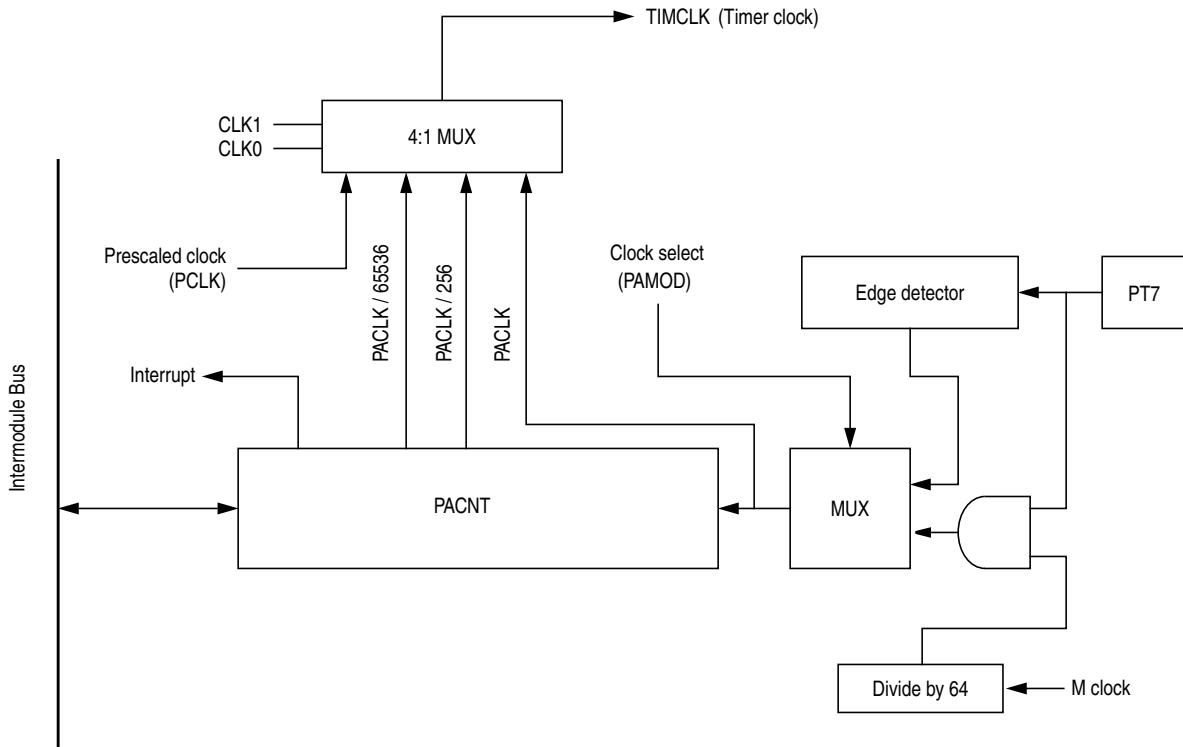 TIMCLK (Timer clock)
CLK1
CLK0
4:1 MUX
Prescaled clock
(PCLK)
PACLK / 65536
PACLK / 256
PACLK
Clock select
(PAMOD)
Edge detector
PT7
Interrupt
Intermodule Bus
PACNT
MUX
Divide by 64
M clock